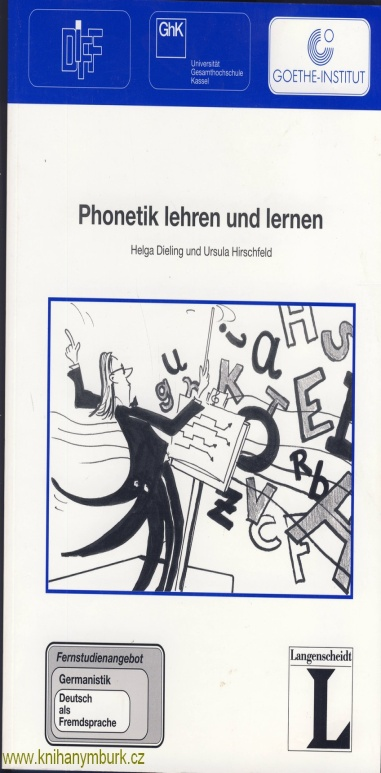 DIFF
GhK
Universität
Gesamthochschule
Kassel
GOETHE-INSTITUT
Phonetik lehren und lernen
Helga Dieling und Ursula Hirschfeld
u
i
a
H
S
g
u
r
K
T
E
O
R
b
Z
V
C
F
Fernstudienangebot
Germanistik
Deutsch
als
Fremdsprache
Langenscheidt
L
www.knihanymburk.cz